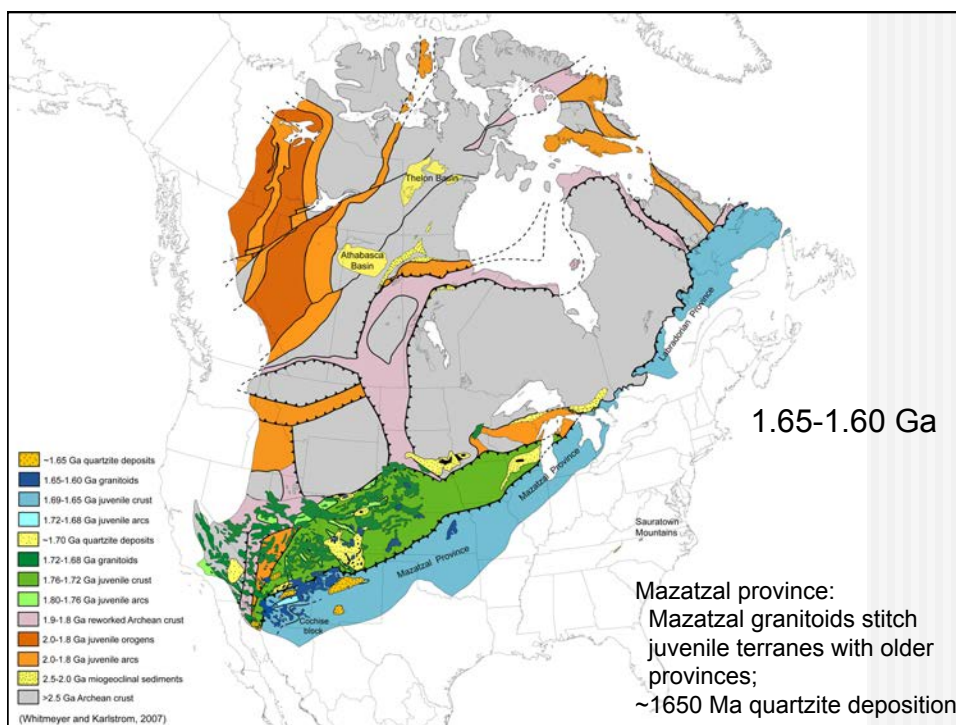 Thelon Basin
Athabasca
Basin
Labradorian Province
1.65-1.60 Ga
Mazatzal Province
Sauratown
Mountains
Mazatzal Province
Cochise
block
~1.65 Ga quartzite deposits
1.65-1.60 Ga granitoids
1.69-1.65 Ga juvenile crust
1.72-1.68 Ga juvenile arcs
~1.70 Ga quartzite deposits
1.72-1.68 Ga granitoids
1.76-1.72 Ga juvenile crust
1.80-1.76 Ga juvenile arcs
1.9-1.8 Ga reworked Archean crust
2.0-1.8 Ga juvenile orogens
2.0-1.8 Ga juvenile arcs
2.5-2.0 Ga miogeoclinal sediments
>2.5 Ga Archean crust
(Whitmeyer and Karlstrom, 2007)
Mazatzal province:
Mazatzal granitoids stitch
juvenile terranes with older
provinces;
~1650 Ma quartzite deposition